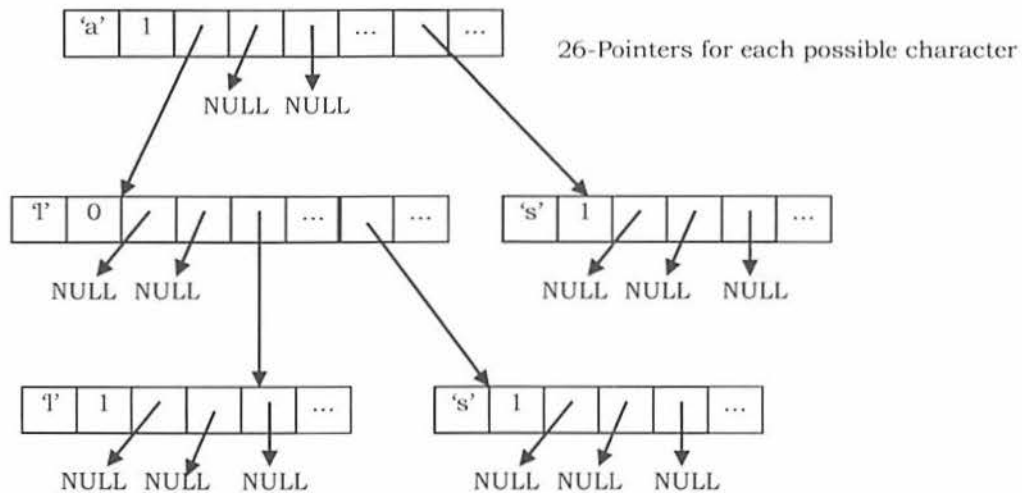 'a' 1 ... ...
26-Pointers for each possible character
NULL NULL
'l' 0 ... ...
's' 1 ...
NULL NULL
NULL NULL NULL
'l' 1 ...
's' 1 ...
NULL NULL NULL
NULL NULL NULL